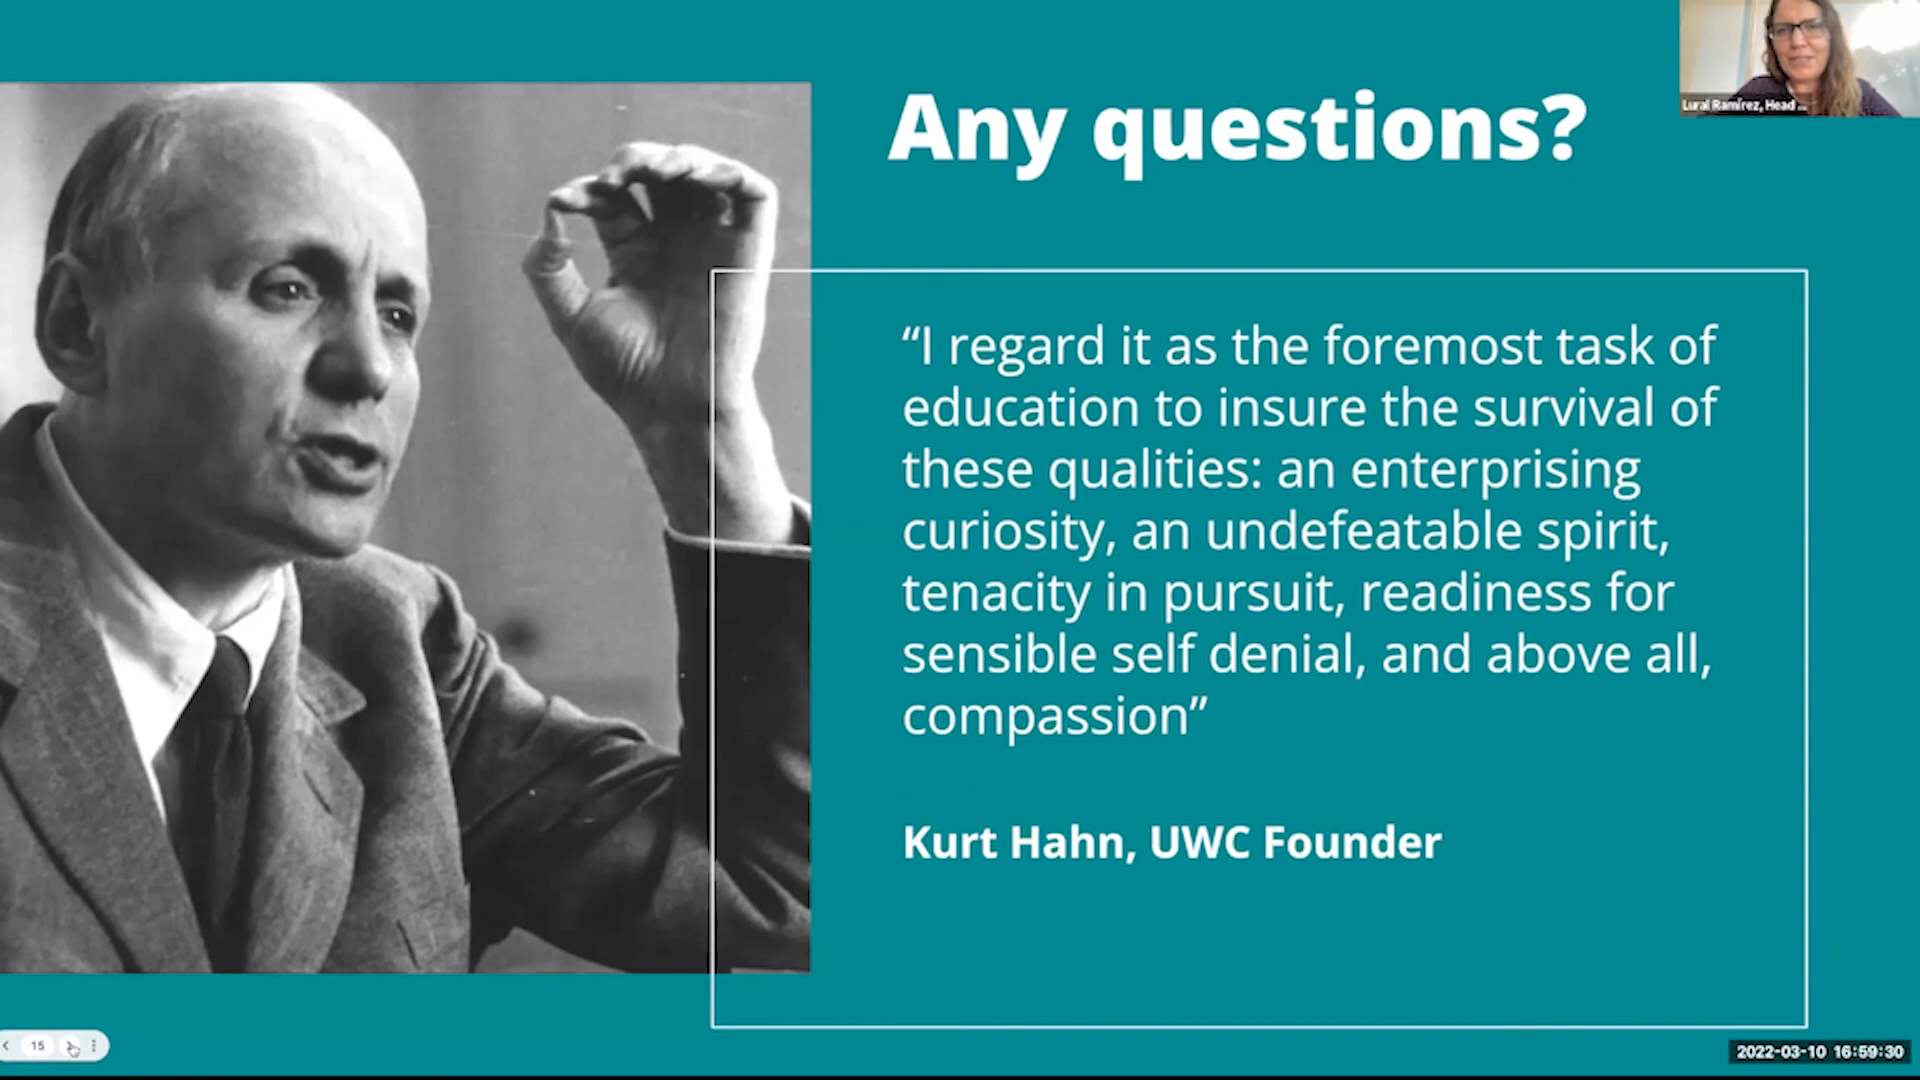 Lural Ramírez, Head ...
Any questions?
“I regard it as the foremost task of
education to insure the survival of
these qualities: an enterprising
curiosity, an undefeatable spirit,
tenacity in pursuit, readiness for
sensible self denial, and above all,
compassion”
Kurt Hahn, UWC Founder
15
2022-03-10 16:59:30